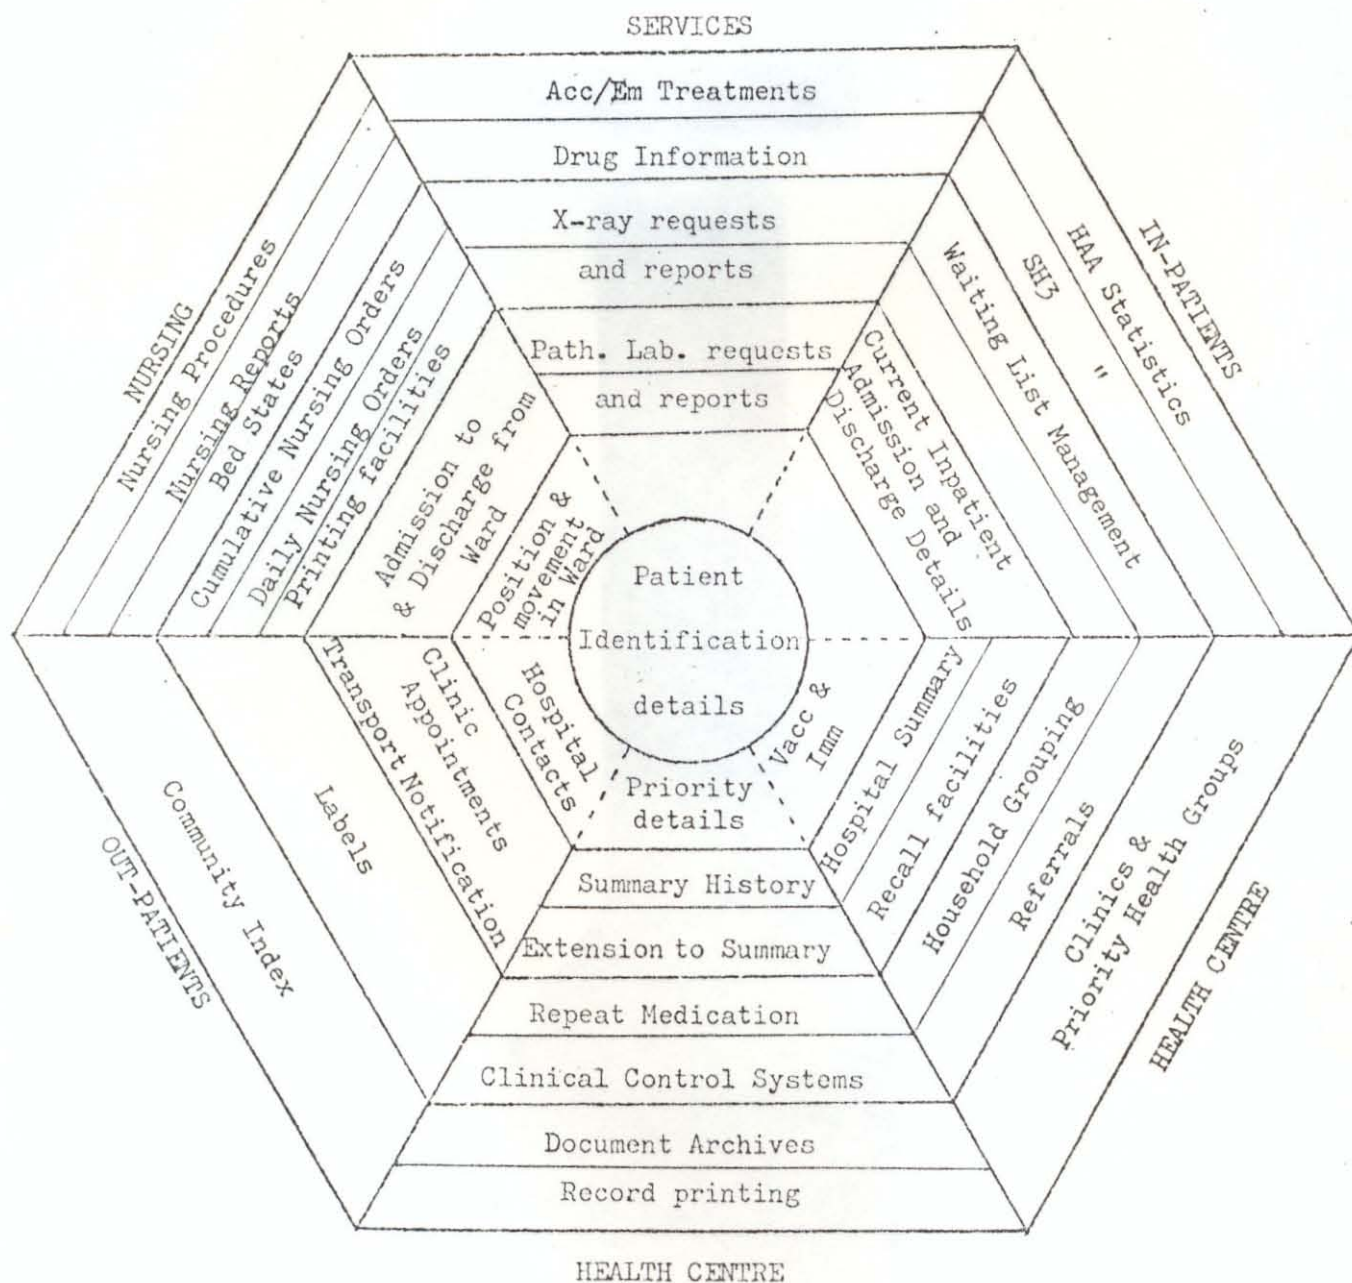 SERVICES
Acc/Em Treatments
Drug Information
X-ray requests
and reports
Path. Lab. requests
and reports
IN-PATIENTS
HAA Statistics
SH3 "
Waiting List Management
Current Inpatient
Admission and
Discharge Details
NURSING
Nursing Procedures
Nursing Reports
Bed States
Cumulative Nursing Orders
Daily Nursing Orders
Printing facilities
Admission to
& Discharge from
Ward
Position &
movement
in Ward
Patient
Identification
details
OUT-PATIENTS
Community Index
Labels
Transport Notification
Clinic
Appointments
Hospital
Contacts
Priority
details
Summary History
Extension to Summary
Repeat Medication
Clinical Control Systems
Document Archives
Record printing
HEALTH CENTRE
Vacc &
Imm
Hospital Summary
Recall facilities
Household Grouping
Referrals
Clinics &
Priority Health Groups
HEALTH CENTRE